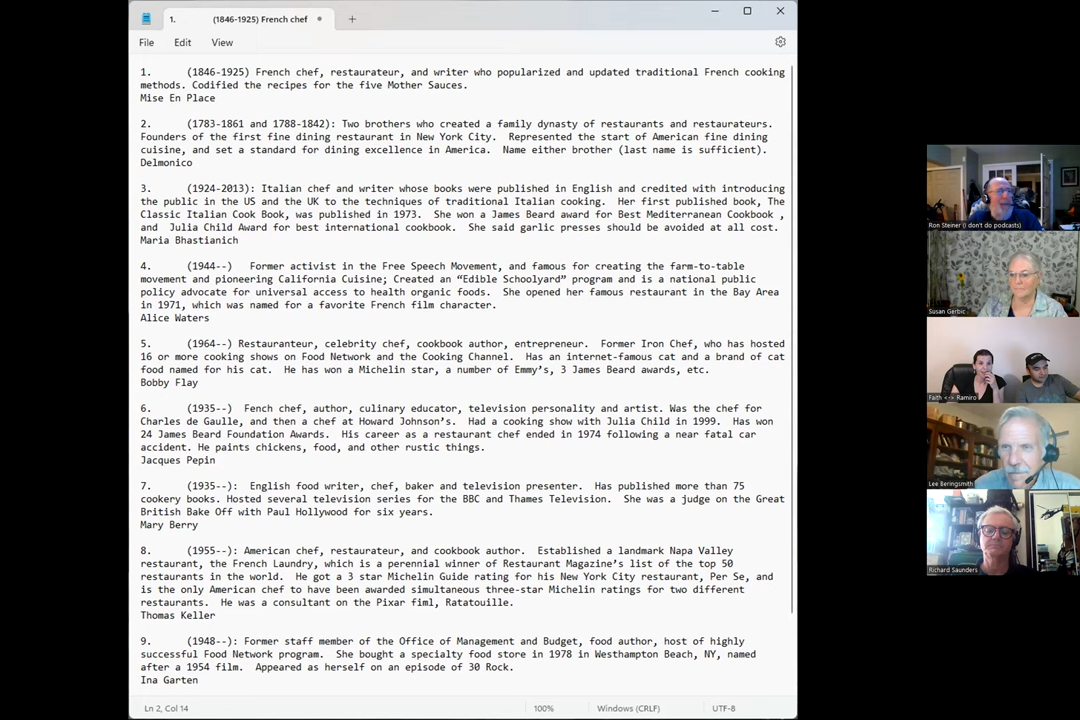 1. (1846-1925) French chef
File Edit View
1. (1846-1925) French chef, restaurateur, and writer who popularized and updated traditional French cooking
methods. Codified the recipes for the five Mother Sauces.
Mise En Place
2. (1783-1861 and 1788-1842): Two brothers who created a family dynasty of restaurants and restaurateurs.
Founders of the first fine dining restaurant in New York City. Represented the start of American fine dining
cuisine, and set a standard for dining excellence in America. Name either brother (last name is sufficient).
Delmonico
3. (1924-2013): Italian chef and writer whose books were published in English and credited with introducing
the public in the US and the UK to the techniques of traditional Italian cooking. Her first published book, The
Classic Italian Cook Book, was published in 1973. She won a James Beard award for Best Mediterranean Cookbook ,
and Julia Child Award for best international cookbook. She said garlic presses should be avoided at all cost.
Maria Bhastianich
4. (1944--) Former activist in the Free Speech Movement, and famous for creating the farm-to-table
movement and pioneering California Cuisine; Created an “Edible Schoolyard” program and is a national public
policy advocate for universal access to health organic foods. She opened her famous restaurant in the Bay Area
in 1971, which was named for a favorite French film character.
Alice Waters
5. (1964--) Restauranteur, celebrity chef, cookbook author, entrepreneur. Former Iron Chef, who has hosted
16 or more cooking shows on Food Network and the Cooking Channel. Has an internet-famous cat and a brand of cat
food named for his cat. He has won a Michelin star, a number of Emmy’s, 3 James Beard awards, etc.
Bobby Flay
6. (1935--) Fench chef, author, culinary educator, television personality and artist. Was the chef for
Charles de Gaulle, and then a chef at Howard Johnson’s. Had a cooking show with Julia Child in 1999. Has won
24 James Beard Foundation Awards. His career as a restaurant chef ended in 1974 following a near fatal car
accident. He paints chickens, food, and other rustic things.
Jacques Pepin
7. (1935--): English food writer, chef, baker and television presenter. Has published more than 75
cookery books. Hosted several television series for the BBC and Thames Television. She was a judge on the Great
British Bake Off with Paul Hollywood for six years.
Mary Berry
8. (1955--): American chef, restaurateur, and cookbook author. Established a landmark Napa Valley
restaurant, the French Laundry, which is a perennial winner of Restaurant Magazine’s list of the top 50
restaurants in the world. He got a 3 star Michelin Guide rating for his New York City restaurant, Per Se, and
is the only American chef to have been awarded simultaneous three-star Michelin ratings for two different
restaurants. He was a consultant on the Pixar fiml, Ratatouille.
Thomas Keller
9. (1948--): Former staff member of the Office of Management and Budget, food author, host of highly
successful Food Network program. She bought a specialty food store in 1978 in Westhampton Beach, NY, named
after a 1954 film. Appeared as herself on an episode of 30 Rock.
Ina Garten
Ln 2, Col 14 100% Windows (CRLF) UTF-8
Ron Steiner (I don't do podcasts)
Susan Gerbic
Faith <-> Ramiro
Lee Beringsmith
Richard Saunders